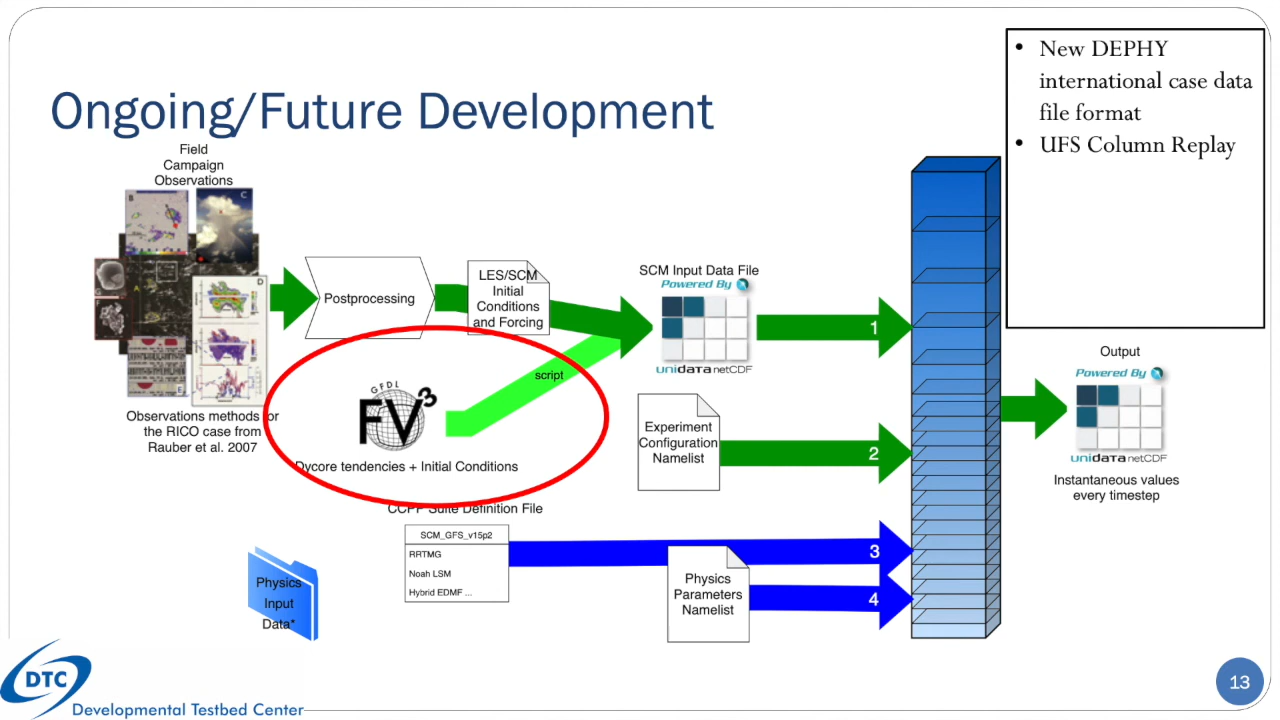 Ongoing/Future Development
• New DEPHY
international case data
file format
• UFS Column Replay
Field
Campaign
Observations
B
C
D
E
A
Observations methods for
the RICO case from
Rauber et al. 2007
Postprocessing
LES/SCM
Initial
Conditions
and Forcing
script
GFDL
FV3
Dycore tendencies + Initial Conditions
SCM Input Data File
Powered By
unidata netCDF
1
Experiment
Configuration
Namelist
2
CCPP Suite Definition File
SCM_GFS_v15p2
RRTMG
Noah LSM
Hybrid EDMF ...
3
Physics
Parameters
Namelist
4
Physics
Input
Data*
Output
Powered By
unidata netCDF
Instantaneous values
every timestep
DTC
Developmental Testbed Center
13